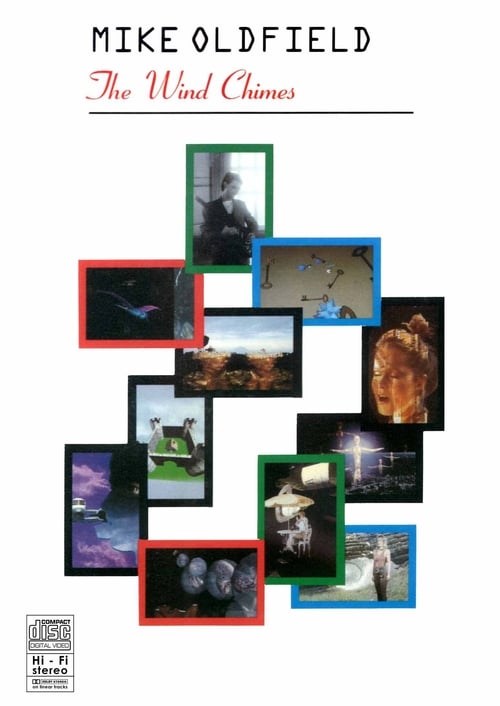 MIKE OLDFIELD
The Wind Chimes
COMPACT
disc
DIGITAL VIDEO
Hi - Fi
stereo
DOLBY STEREO
on linear tracks